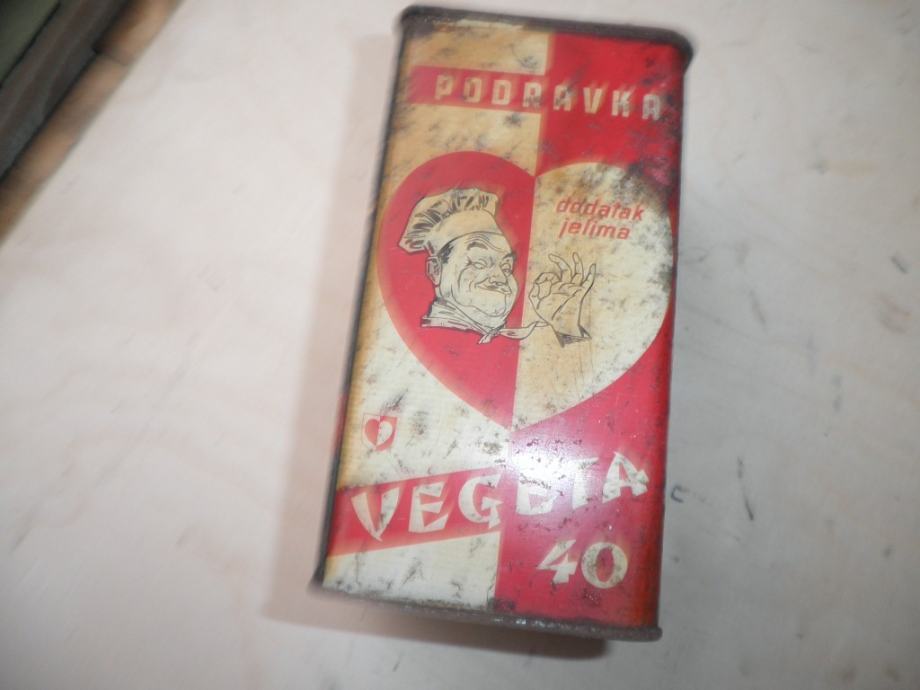 PODRAVKA
dodatak
jelima
VEGETA
40